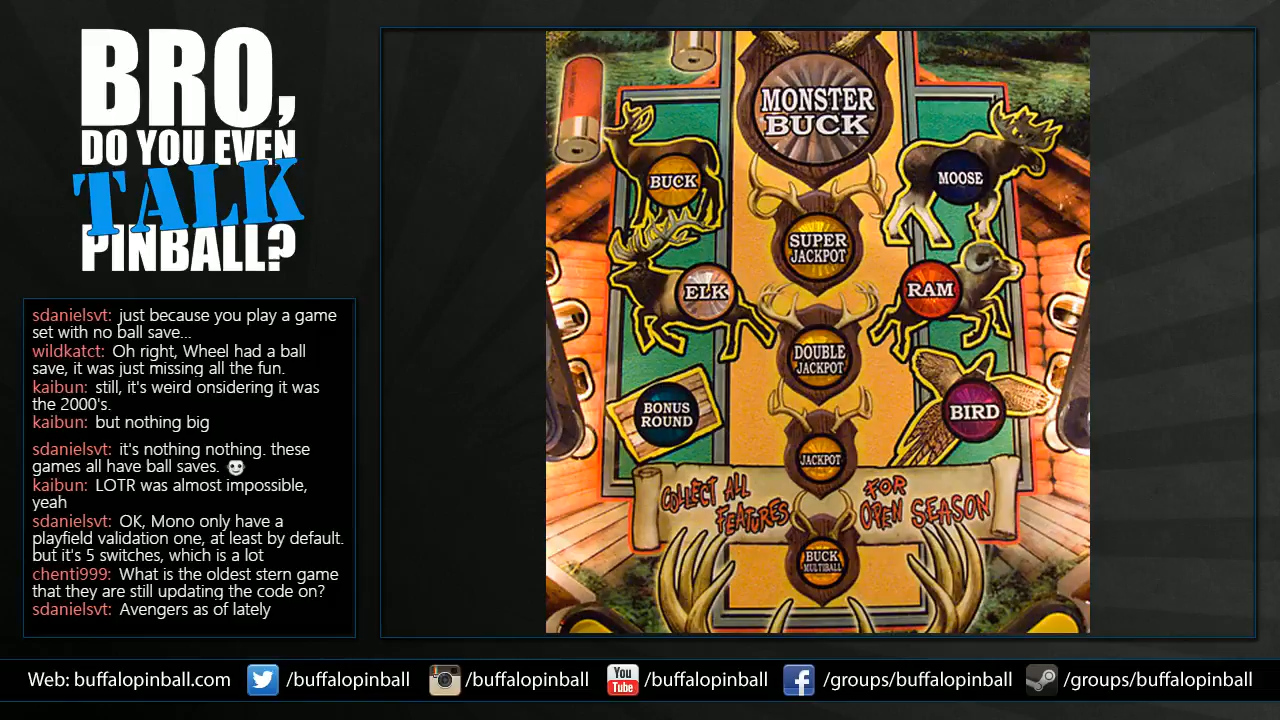 BRO,
DO YOU EVEN
TALK
PINBALL?
sdanielsvt: just because you play a game
set with no ball save...
wildkatct: Oh right, Wheel had a ball
save, it was just missing all the fun.
kaibun: still, it's weird onsidering it was
the 2000's.
kaibun: but nothing big
sdanielsvt: it's nothing nothing. these
games all have ball saves.
kaibun: LOTR was almost impossible,
yeah
sdanielsvt: OK, Mono only have a
playfield validation one, at least by default.
but it's 5 switches, which is a lot
chenti999: What is the oldest stern game
that they are still updating the code on?
sdanielsvt: Avengers as of lately
MONSTER
BUCK
BUCK
MOOSE
SUPER
JACKPOT
ELK
RAM
DOUBLE
JACKPOT
BONUS
ROUND
BIRD
JACKPOT
COLLECT ALL
FEATURES
FOR
OPEN SEASON
BUCK
MULTIBALL
Web: buffalopinball.com
/buffalopinball
/buffalopinball
You
Tube
/buffalopinball
/groups/buffalopinball
/groups/buffalopinball